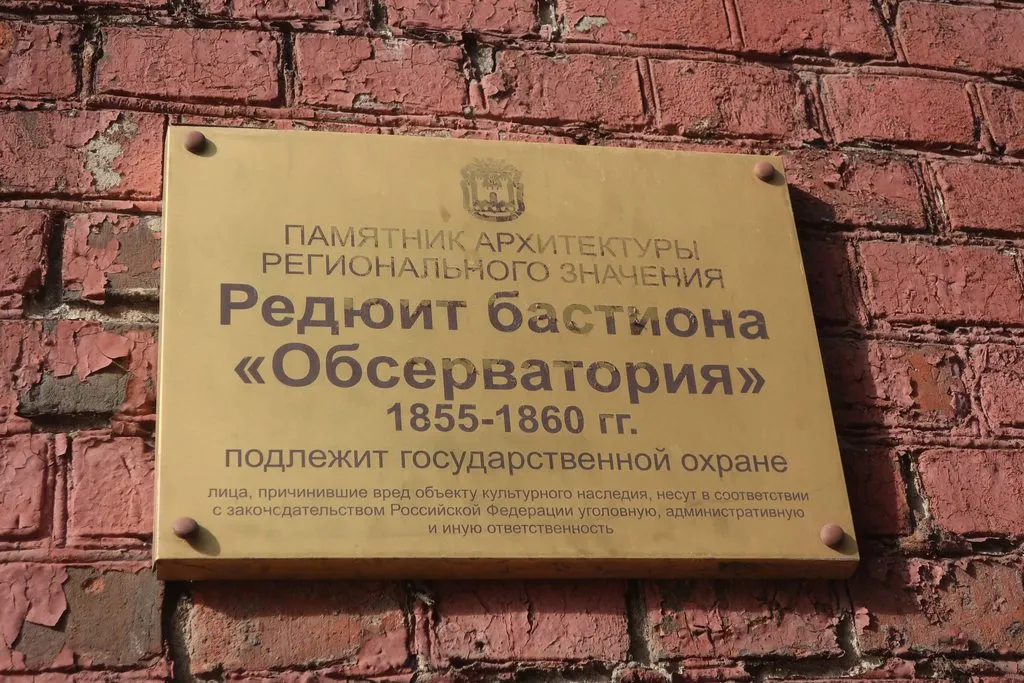 ПАМЯТНИК АРХИТЕКТУРЫ
РЕГИОНАЛЬНОГО ЗНАЧЕНИЯ
Редюит бастиона
«Обсерватория»
1855-1860 гг.
подлежит государственной охране
лица, причинившие вред объекту культурного наследия, несут в соответствии
с законсдательством Российской Федерации уголовную, административную
и иную ответственность